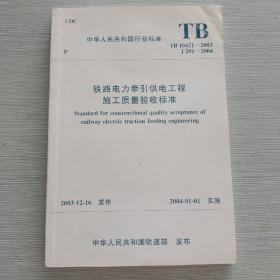 UDC
TB
中华人民共和国行业标准
TB 10421—2003
P
J 291—2004
铁路电力牵引供电工程
施工质量验收标准
Standard for constructional quality acceptance of
railway electric traction feeding engineering
2003-12-16 发布
2004-01-01 实施
中华人民共和国铁道部 发布